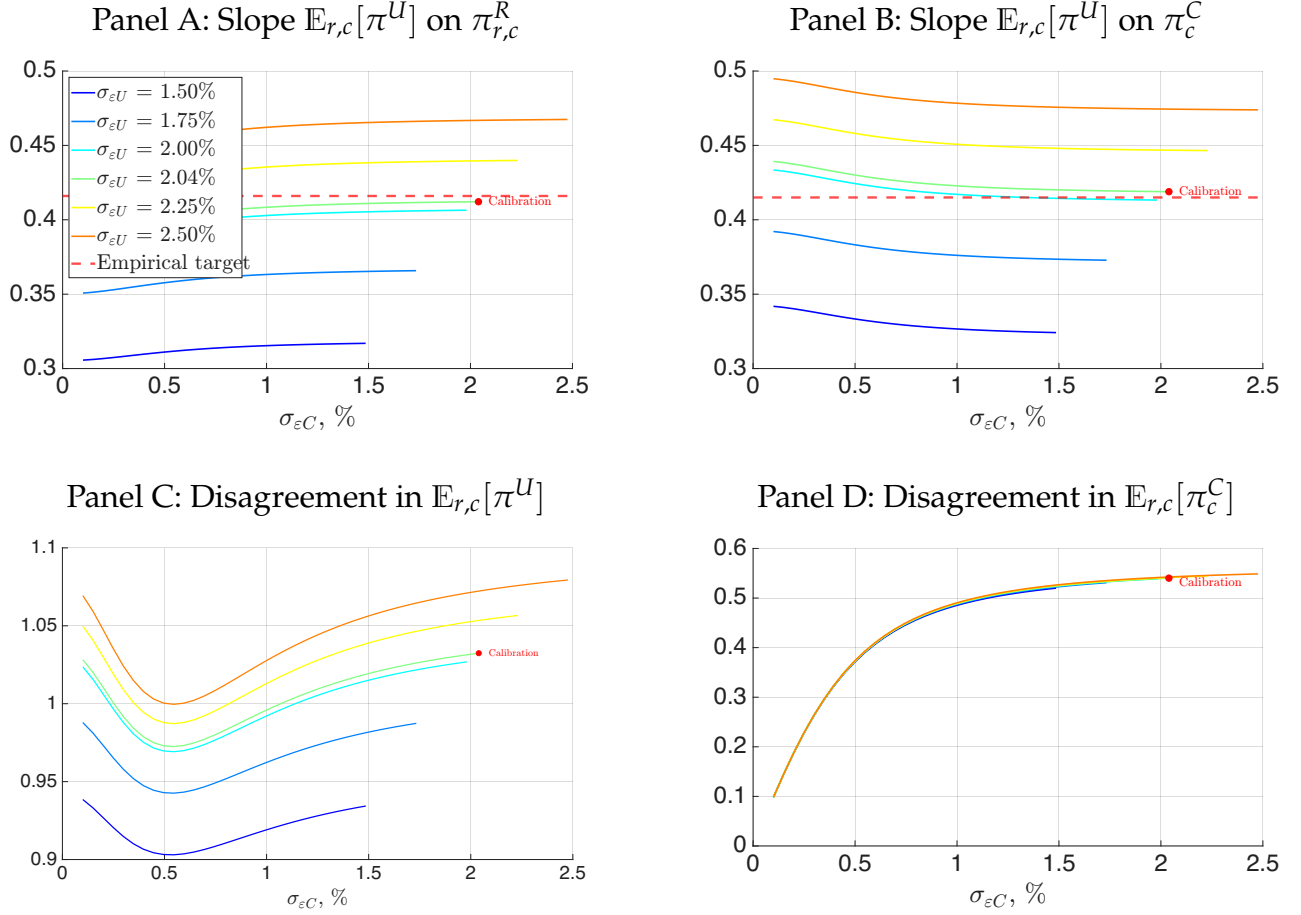 Panel A: Slope 𝔼r,c[π^U] on π^R_r,c
0.5
0.45
0.4
0.35
0.3
σεU = 1.50%
σεU = 1.75%
σεU = 2.00%
σεU = 2.04%
σεU = 2.25%
σεU = 2.50%
Empirical target
Calibration
0 0.5 1 1.5 2 2.5
σεC, %
Panel B: Slope 𝔼r,c[π^U] on π^C_c
0.5
0.45
0.4
0.35
0.3
Calibration
0 0.5 1 1.5 2 2.5
σεC, %
Panel C: Disagreement in 𝔼r,c[π^U]
1.1
1.05
1
0.95
0.9
Calibration
0 0.5 1 1.5 2 2.5
σεC, %
Panel D: Disagreement in 𝔼r,c[π^C_c]
0.6
0.5
0.4
0.3
0.2
0.1
0
Calibration
0 0.5 1 1.5 2 2.5
σεC, %